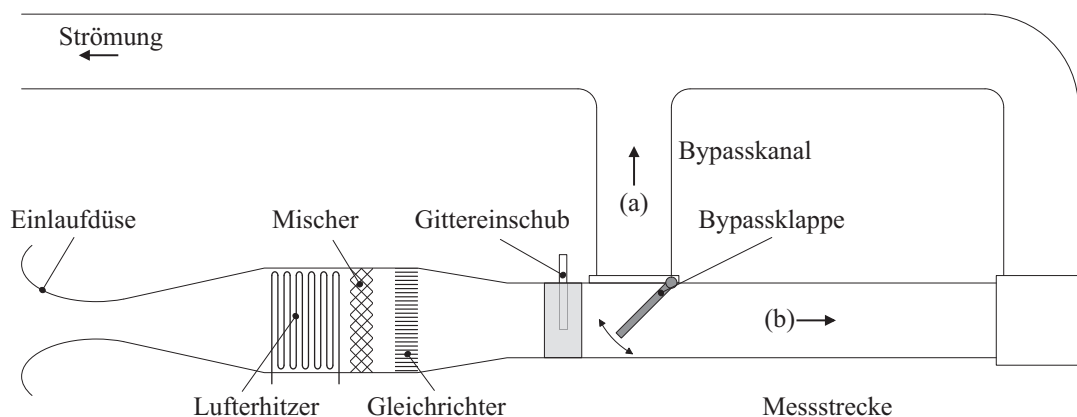 Strömung
Bypasskanal
(a)
Einlaufdüse
Mischer
Gittereinschub
Bypassklappe
(b)
Lufterhitzer
Gleichrichter
Messstrecke